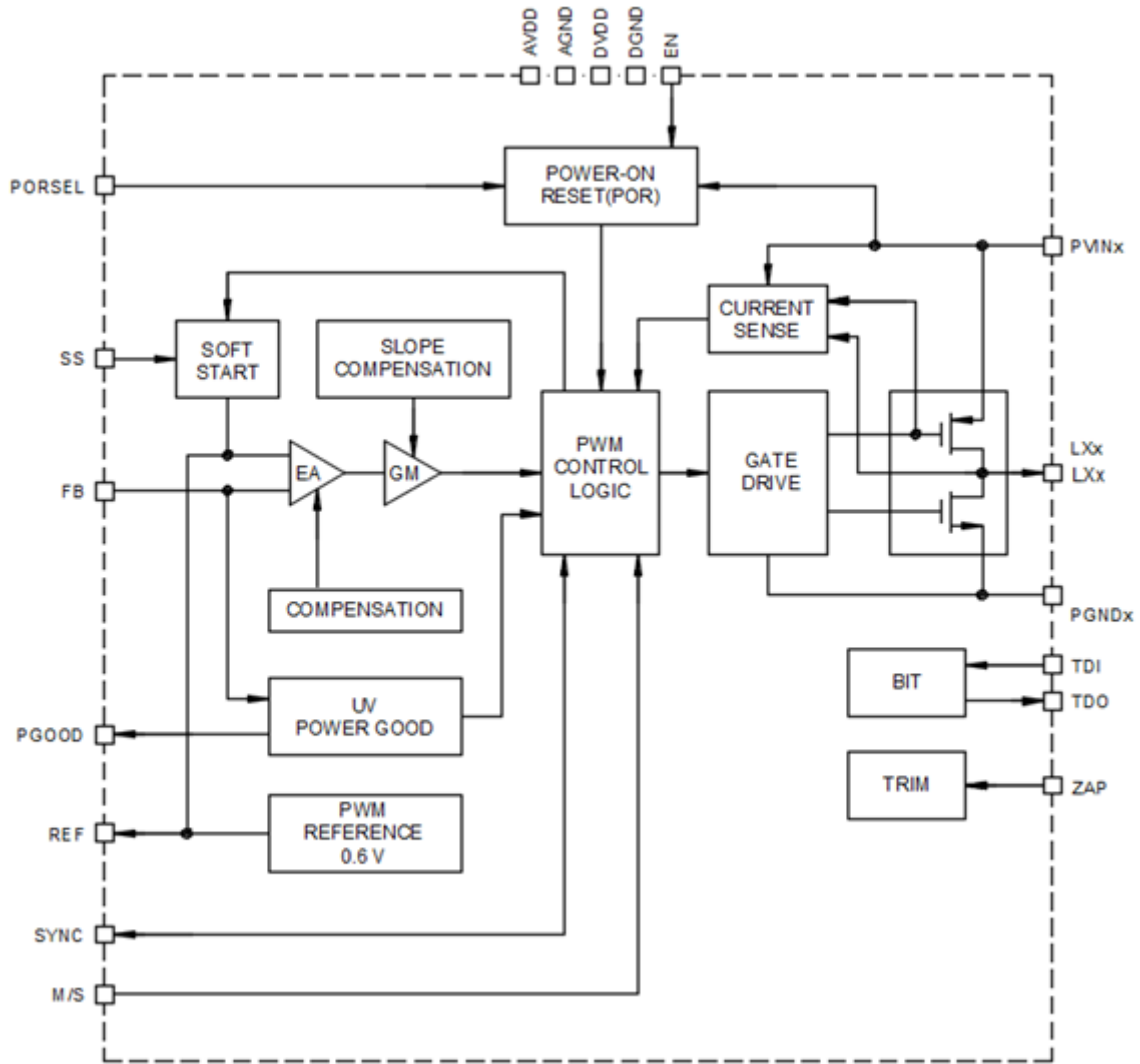 AVDD
AGND
DVDD
DGND
EN
PORSEL
POWER-ON
RESET(POR)
PVINx
CURRENT
SENSE
SS
SOFT
START
SLOPE
COMPENSATION
LXx
LXx
FB
EA
GM
PWM
CONTROL
LOGIC
GATE
DRIVE
COMPENSATION
PGNDx
TDI
TDO
BIT
UV
POWER GOOD
PGOOD
TRIM
ZAP
REF
PWM
REFERENCE
0.6 V
SYNC
M/S